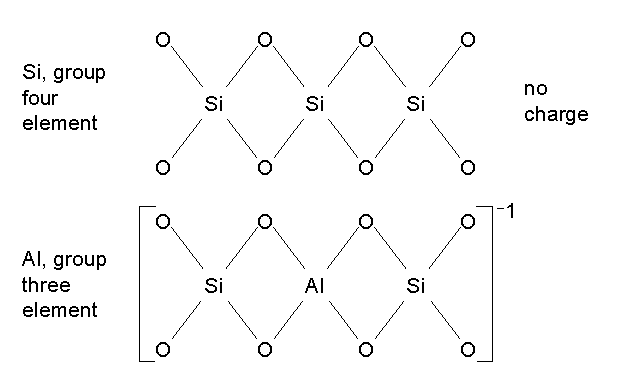 O O O O
Si, group
four
element
Si Si Si
no
charge
O O O O
O O O O
−1
Al, group
three
element
Si Al Si
O O O O